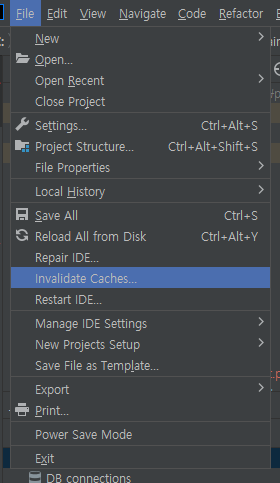 File Edit View Navigate Code Refactor
New
Open...
Open Recent
Close Project
Settings... Ctrl+Alt+S
Project Structure... Ctrl+Alt+Shift+S
File Properties
Local History
Save All Ctrl+S
Reload All from Disk Ctrl+Alt+Y
Repair IDE...
Invalidate Caches...
Restart IDE...
Manage IDE Settings
New Projects Setup
Save File as Template...
Export
Print...
Power Save Mode
Exit
DB connections